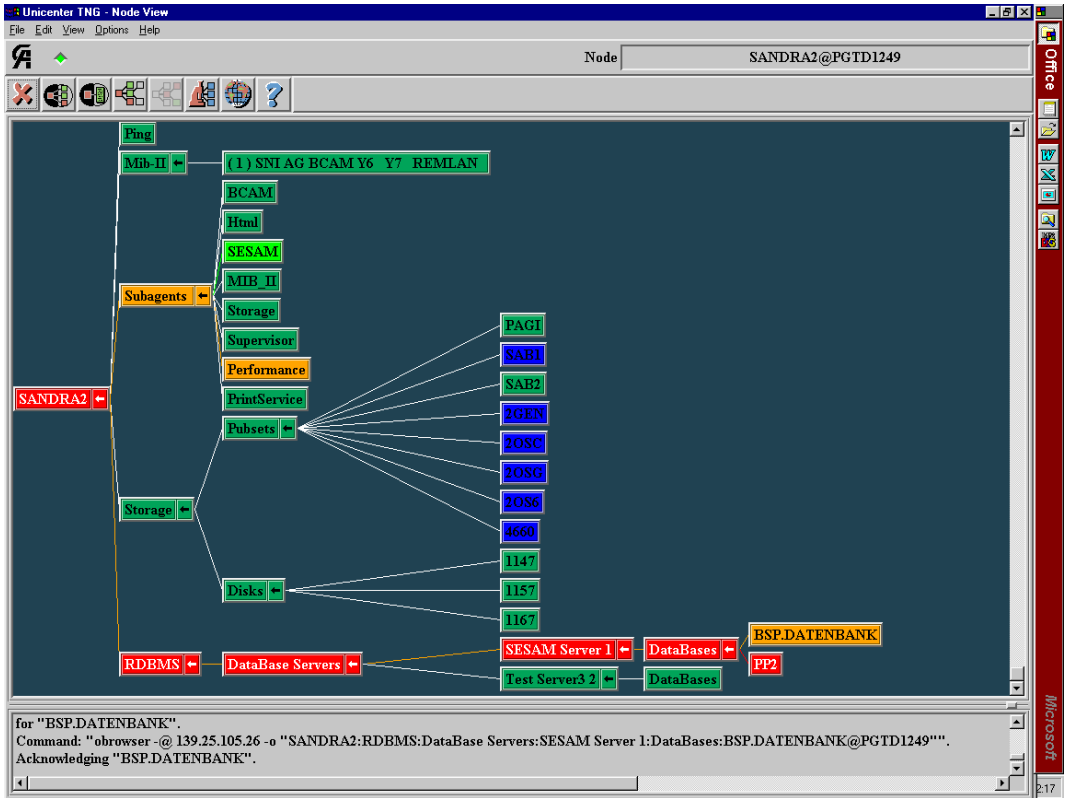 Unicenter TNG - Node View
File Edit View Options Help
Node SANDRA2@PGTD1249
Office
Ping
Mib-II
( 1 ) SNI AG BCAM Y6 Y7 REMLAN
BCAM
Html
SESAM
Subagents
MIB_II
Storage
PAGI
Supervisor
SAB1
Performance
SAB2
SANDRA2
PrintService
2GEN
Pubsets
2OSC
2OSG
Storage
2OS6
4660
1147
Disks
1157
1167
BSP.DATENBANK
SESAM Server 1
DataBases
RDBMS
DataBase Servers
PP2
Test Server3 2
DataBases
for "BSP.DATENBANK".
Command: "obrowser -@ 139.25.105.26 -o "SANDRA2:RDBMS:DataBase Servers:SESAM Server 1:DataBases:BSP.DATENBANK@PGTD1249"".
Acknowledging "BSP.DATENBANK".
Microsoft
2:17